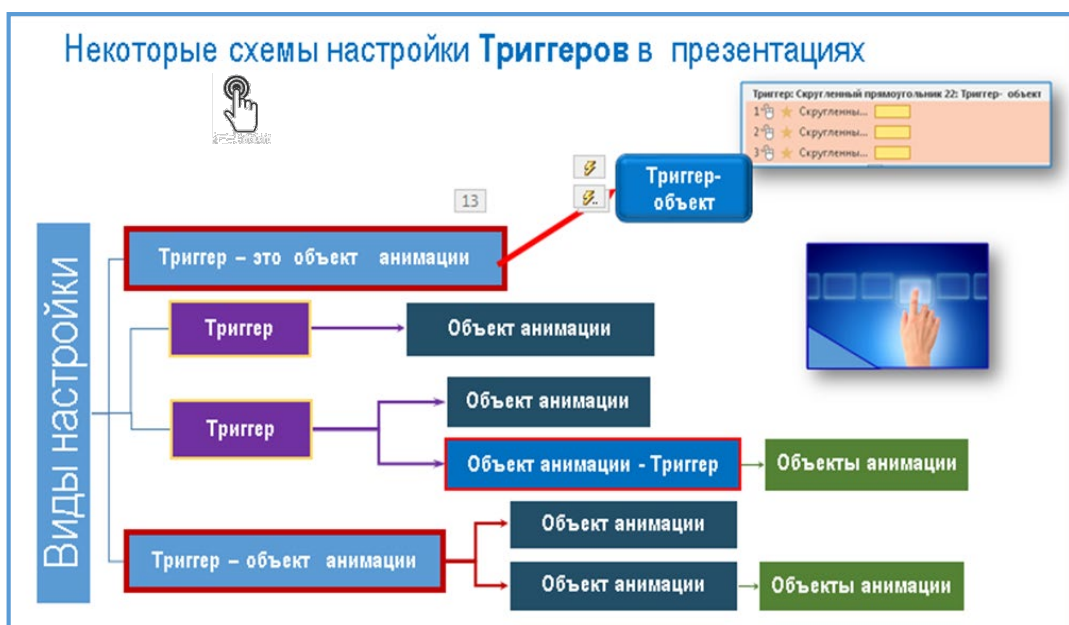 Некоторые схемы настройки Триггеров в презентациях
Триггер: Скругленный прямоугольник 22: Триггер- объект
1 Скругленны...
2 Скругленны...
3 Скругленны...
Триггер-
объект
13
Виды настройки
Триггер – это объект анимации
Триггер
Объект анимации
Триггер
Объект анимации
Объект анимации - Триггер
Объекты анимации
Триггер – объект анимации
Объект анимации
Объект анимации
Объекты анимации